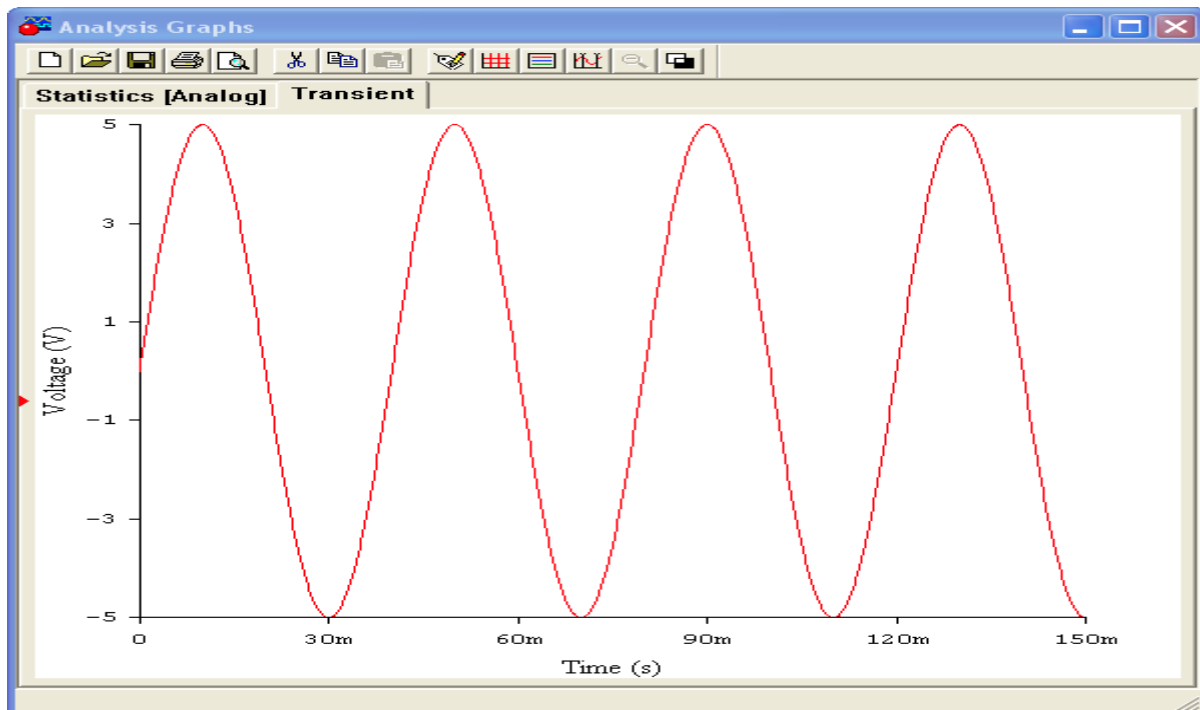 Analysis Graphs
Statistics [Analog] Transient
5
3
1
-1
-3
-5
Voltage (V)
0 30m 60m 90m 120m 150m
Time (s)